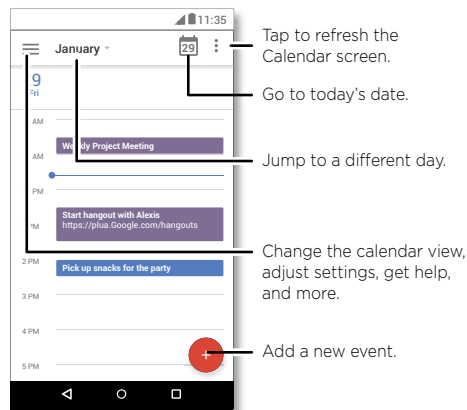 11:35
January
29
Tap to refresh the
Calendar screen.
9
Fri
Go to today's date.
AM
Weekly Project Meeting
AM
Jump to a different day.
PM
Start hangout with Alexis
https://plua.Google.com/hangouts
PM
Change the calendar view,
adjust settings, get help,
and more.
2 PM
Pick up snacks for the party
3 PM
4 PM
Add a new event.
5 PM